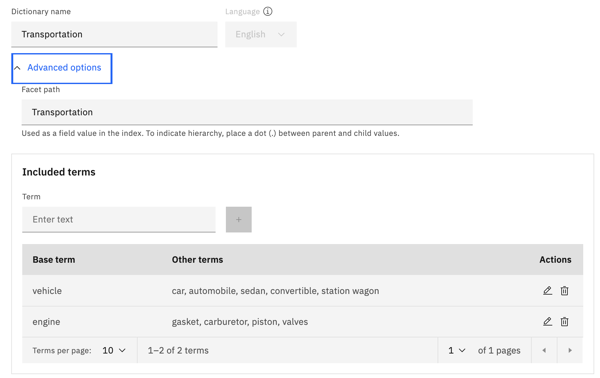 Dictionary name
Language
Transportation
English
Advanced options
Facet path
Transportation
Used as a field value in the index. To indicate hierarchy, place a dot (.) between parent and child values.
Included terms
Term
Enter text
+
Base term Other terms Actions
vehicle car, automobile, sedan, convertible, station wagon
engine gasket, carburetor, piston, valves
Terms per page: 10 1–2 of 2 terms 1 of 1 pages